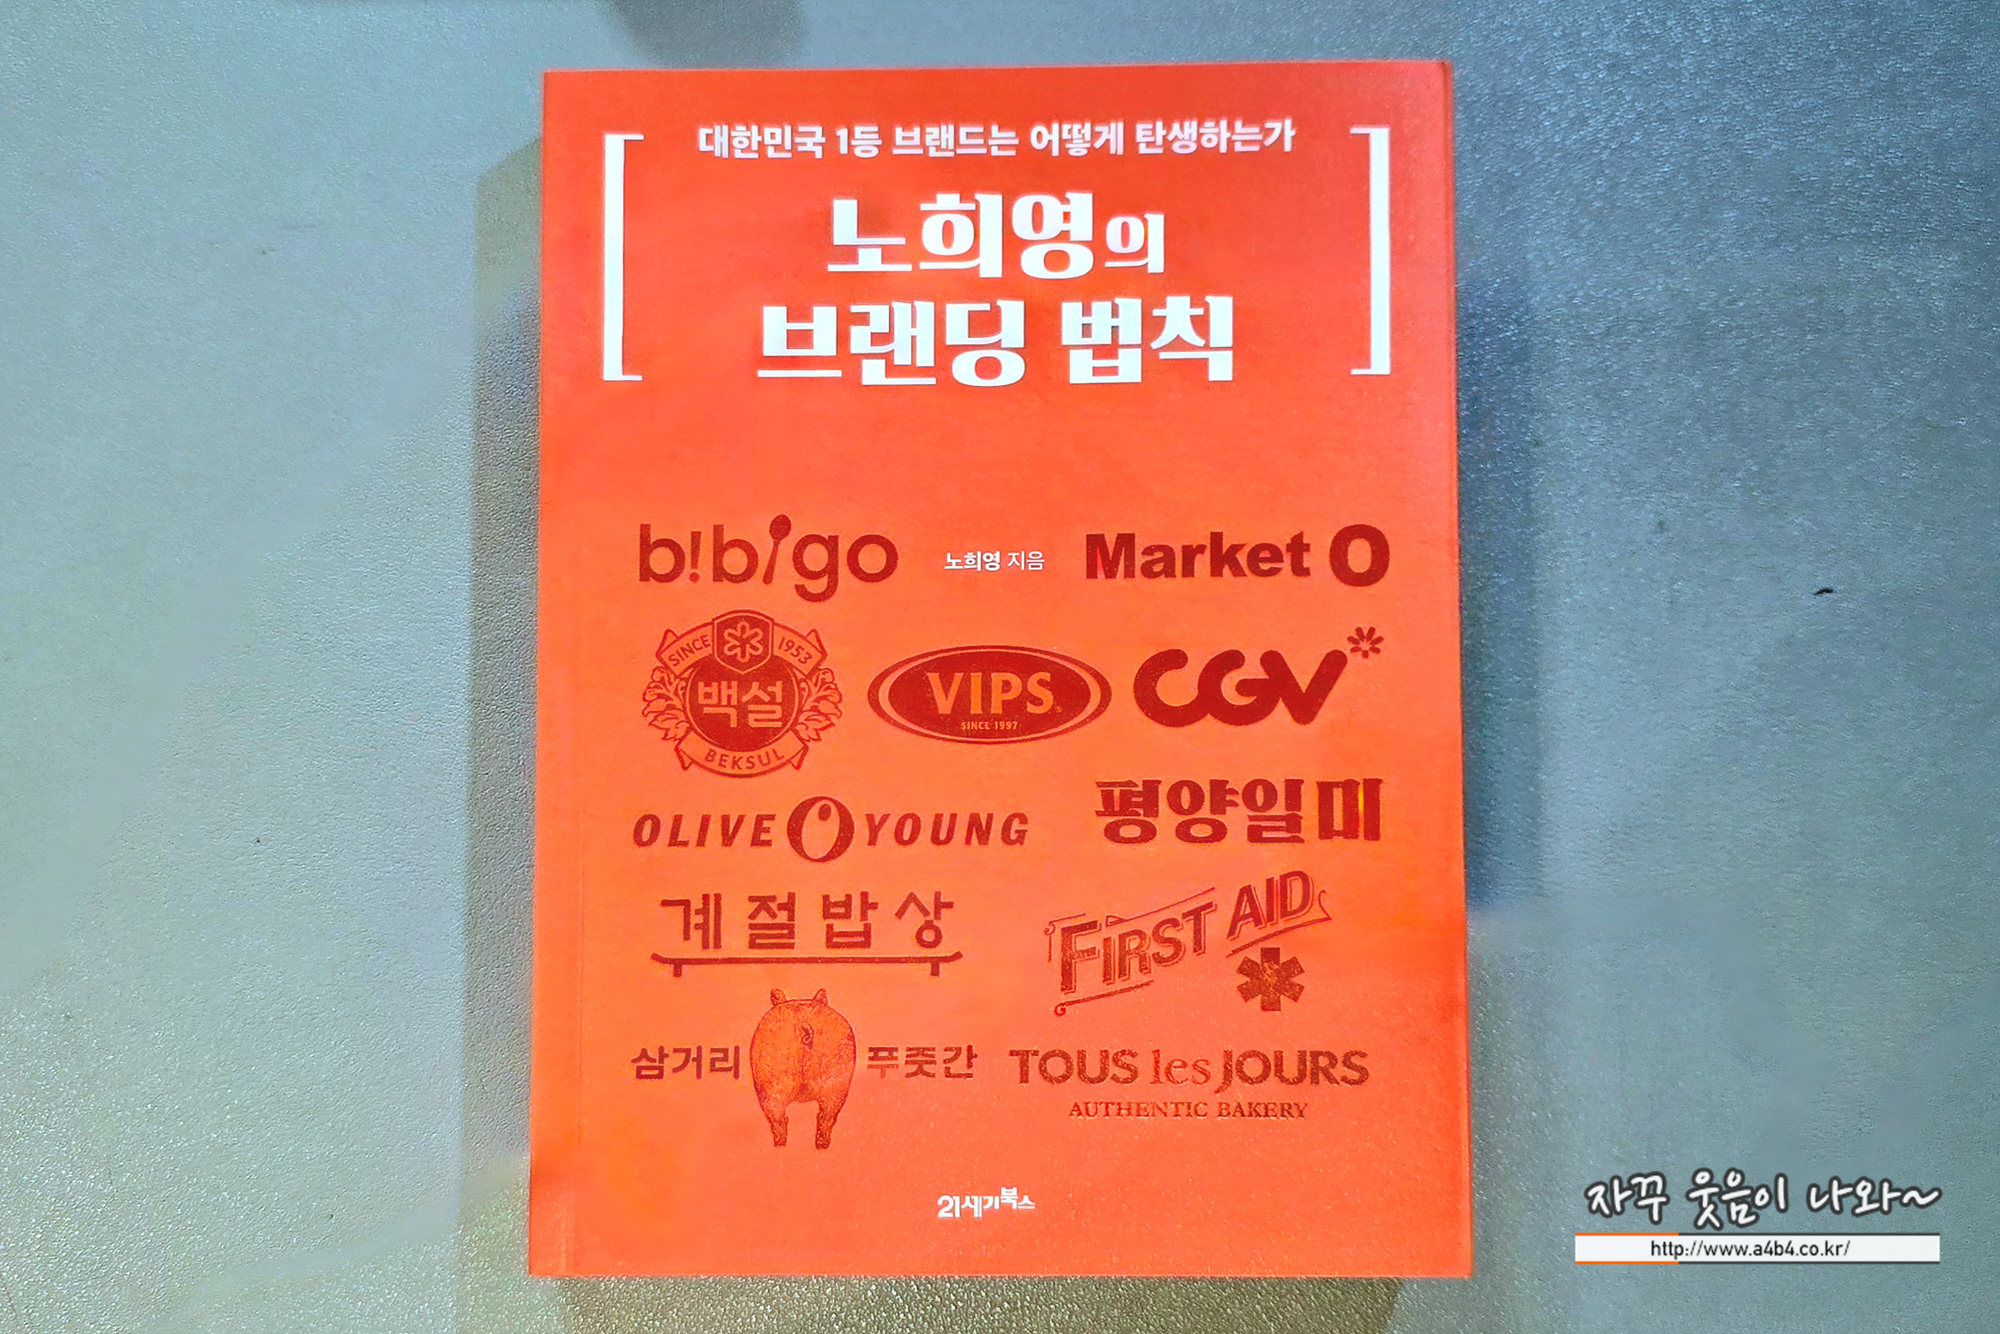 대한민국 1등 브랜드는 어떻게 탄생하는가
노희영의
브랜딩 법칙
b!bigo
노희영 지음
Market O
SINCE 1953
백설
BEKSUL
VIPS
SINCE 1997
CGV
OLIVE O YOUNG
평양일미
계절밥상
FIRST AID
삼거리 푸줏간
TOUS les JOURS
AUTHENTIC BAKERY
21세기북스
자꾸 웃음이 나와~
http://www.a4b4.co.kr/